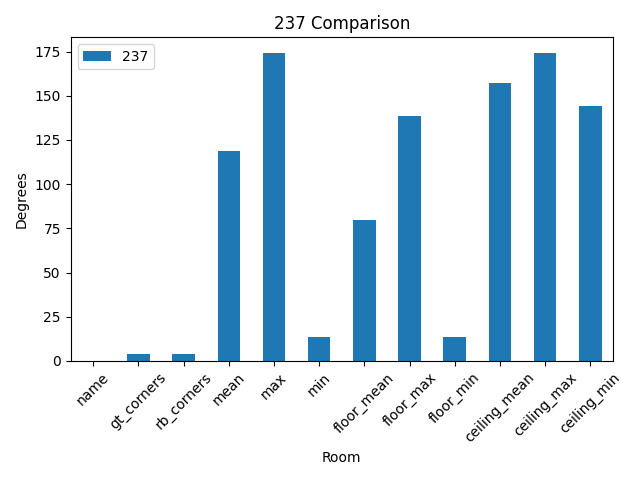 237 Comparison
237
Degrees
175
150
125
100
75
50
25
0
name
gt_corners
rb_corners
mean
max
min
floor_mean
floor_max
floor_min
ceiling_mean
ceiling_max
ceiling_min
Room